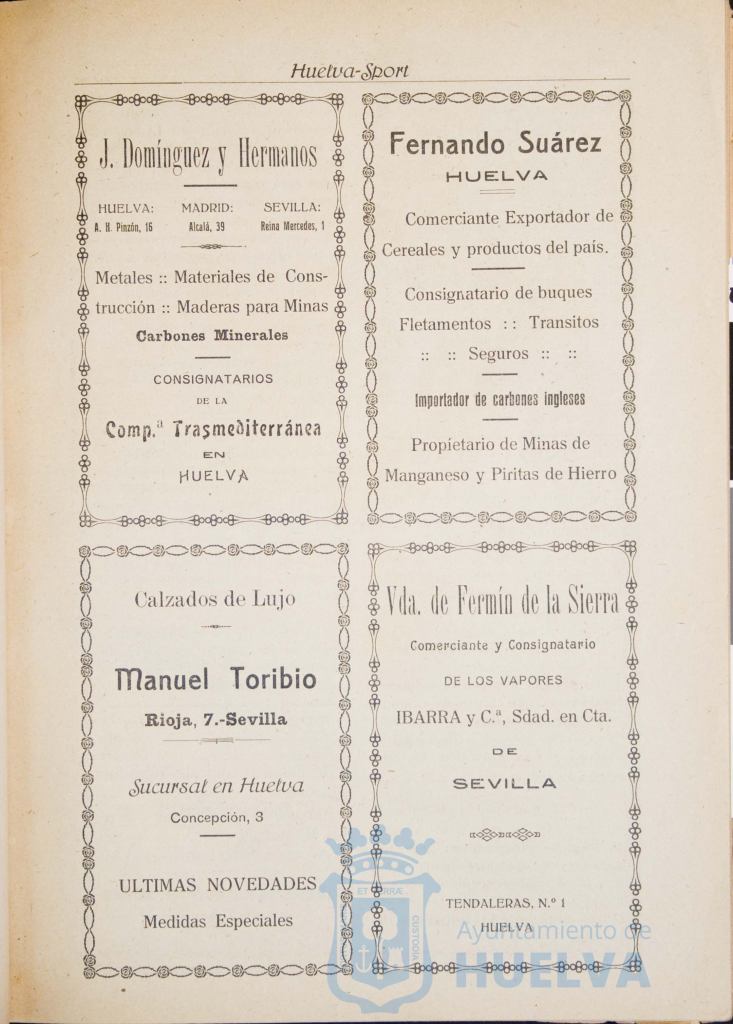 Huelva-Sport
J. Domínguez y Hermanos
HUELVA: MADRID: SEVILLA:
A. H. Pinzón, 16 Alcalá, 39 Reina Mercedes, 1
Metales :: Materiales de Cons-
trucción :: Maderas para Minas
Carbones Minerales
CONSIGNATARIOS
DE LA
Comp.ª Trasmediterránea
EN
HUELVA
Fernando Suárez
HUELVA
Comerciante Exportador de
Cereales y productos del país.
Consignatario de buques
Fletamentos :: Transitos
:: :: Seguros :: ::
Importador de carbones ingleses
Propietario de Minas de
Manganeso y Piritas de Hierro
Calzados de Lujo
Manuel Toribio
Rioja, 7.-Sevilla
Sucursal en Huelva
Concepción, 3
ULTIMAS NOVEDADES
Medidas Especiales
Vda. de Fermín de la Sierra
Comerciante y Consignatario
DE LOS VAPORES
IBARRA y C.ª, Sdad. en Cta.
DE
SEVILLA
TENDALERAS, N.º 1
HUELVA
Ayuntamiento de
HUELVA
CUSTODIA